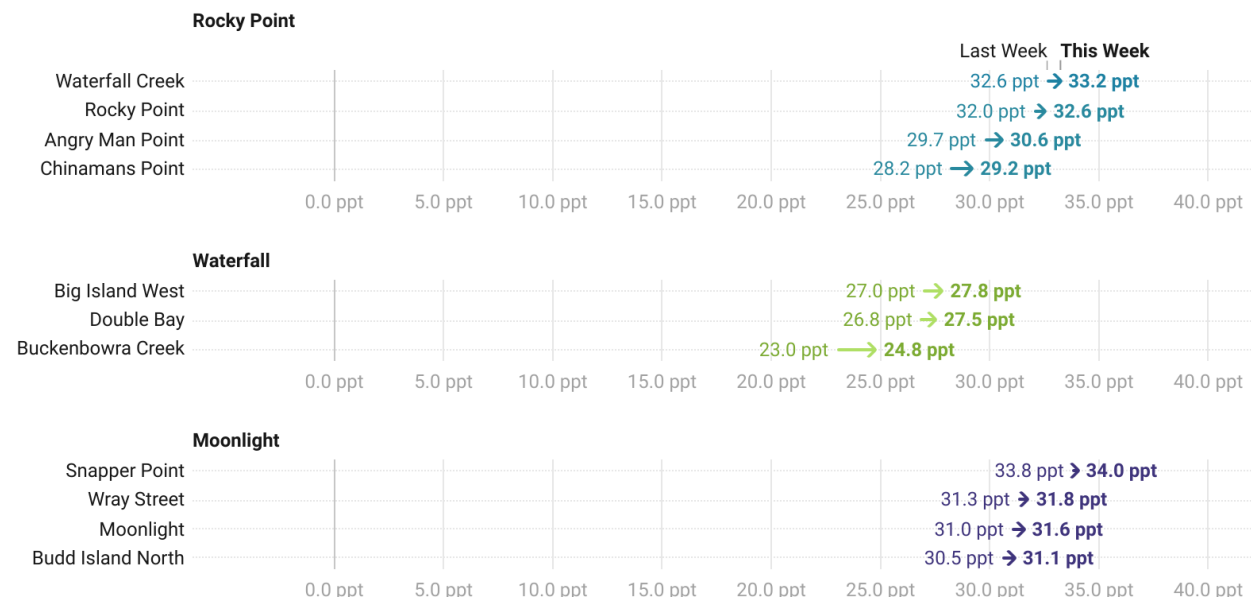 Rocky Point
Last Week This Week
Waterfall Creek 32.6 ppt 33.2 ppt
Rocky Point 32.0 ppt 32.6 ppt
Angry Man Point 29.7 ppt 30.6 ppt
Chinamans Point 28.2 ppt 29.2 ppt
0.0 ppt 5.0 ppt 10.0 ppt 15.0 ppt 20.0 ppt 25.0 ppt 30.0 ppt 35.0 ppt 40.0 ppt
Waterfall
Big Island West 27.0 ppt 27.8 ppt
Double Bay 26.8 ppt 27.5 ppt
Buckenbowra Creek 23.0 ppt 24.8 ppt
0.0 ppt 5.0 ppt 10.0 ppt 15.0 ppt 20.0 ppt 25.0 ppt 30.0 ppt 35.0 ppt 40.0 ppt
Moonlight
Snapper Point 33.8 ppt 34.0 ppt
Wray Street 31.3 ppt 31.8 ppt
Moonlight 31.0 ppt 31.6 ppt
Budd Island North 30.5 ppt 31.1 ppt
0.0 ppt 5.0 ppt 10.0 ppt 15.0 ppt 20.0 ppt 25.0 ppt 30.0 ppt 35.0 ppt 40.0 ppt